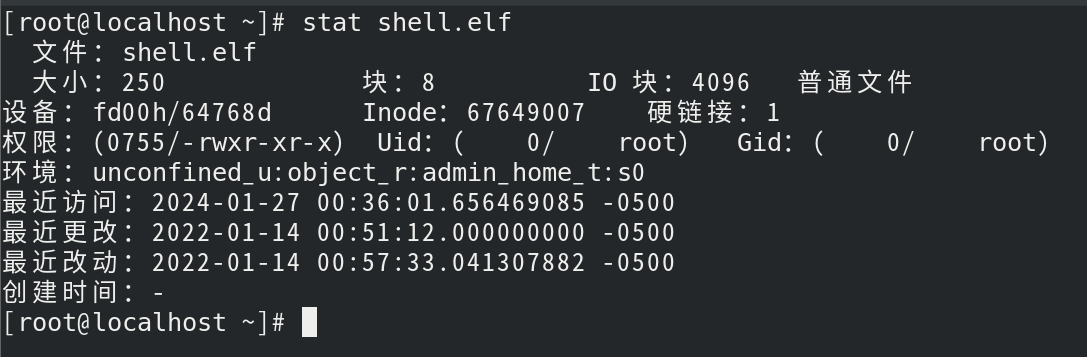 [root@localhost ~]# stat shell.elf
  文件：shell.elf
  大小：250             块：8          IO 块：4096   普通文件
设备：fd00h/64768d      Inode：67649007    硬链接：1
权限：(0755/-rwxr-xr-x)  Uid：(    0/    root)   Gid：(    0/    root)
环境：unconfined_u:object_r:admin_home_t:s0
最近访问：2024-01-27 00:36:01.656469085 -0500
最近更改：2022-01-14 00:51:12.000000000 -0500
最近改动：2022-01-14 00:57:33.041307882 -0500
创建时间：-
[root@localhost ~]#